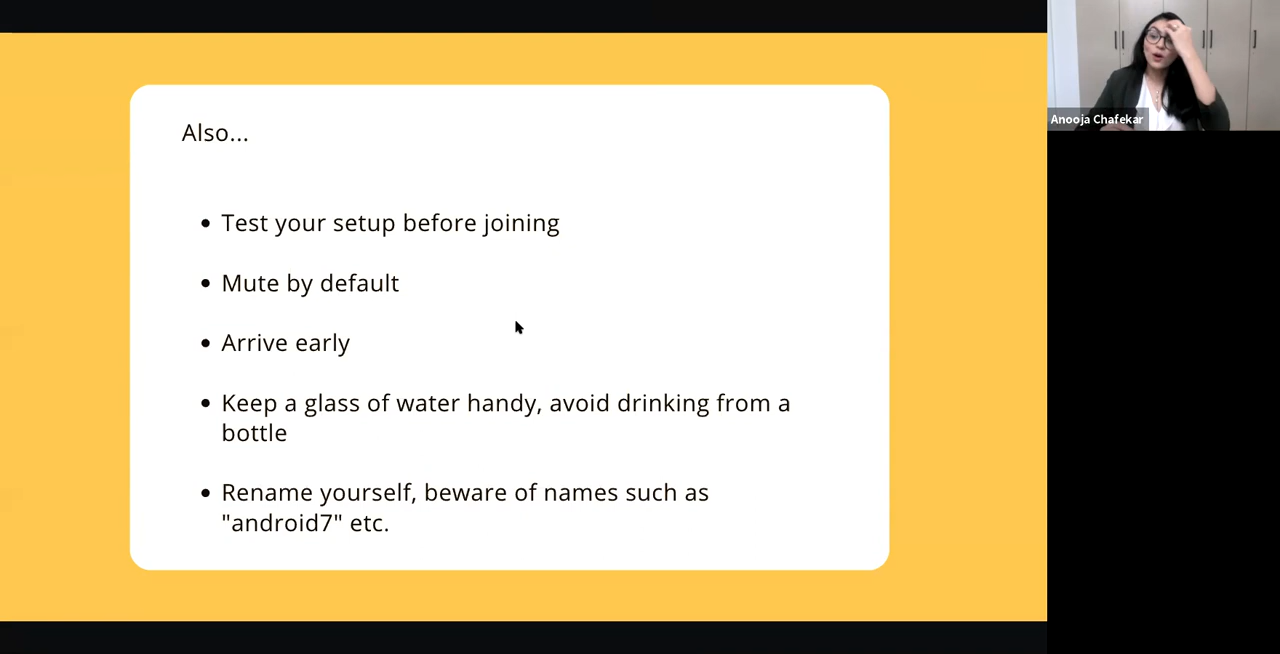 Also...
• Test your setup before joining
• Mute by default
• Arrive early
• Keep a glass of water handy, avoid drinking from a
bottle
• Rename yourself, beware of names such as
"android7" etc.
Anooja Chafekar